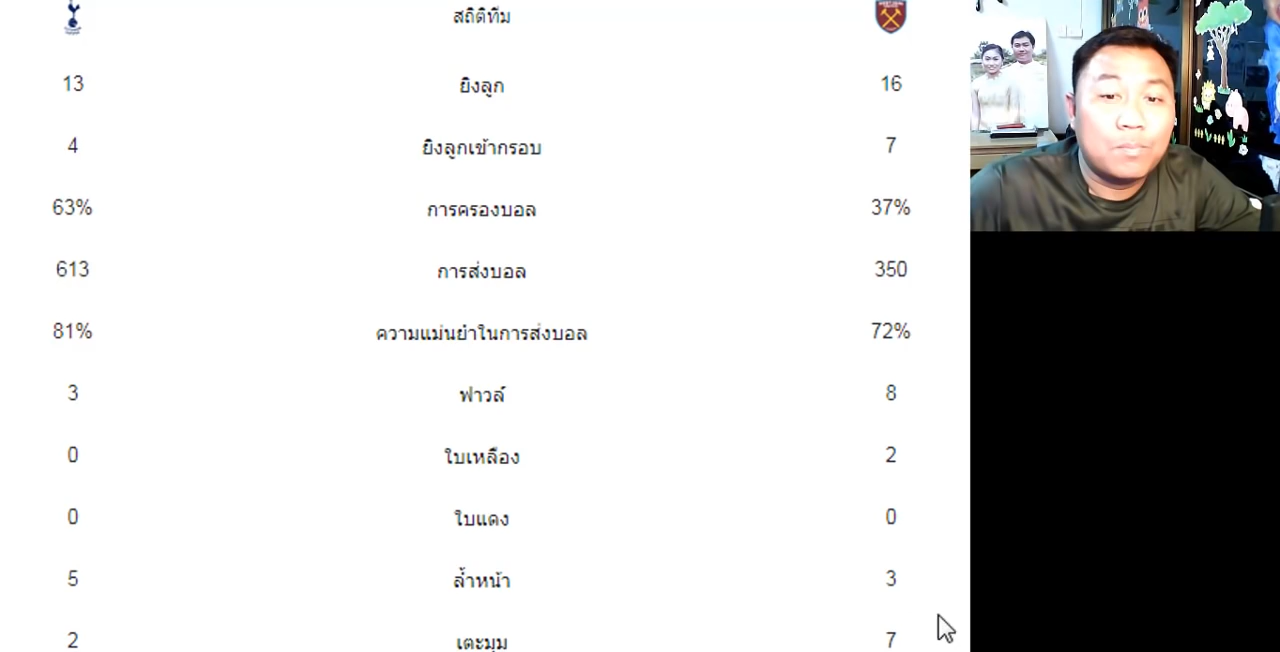 สถิติทีม
13 ยิงลูก 16
4 ยิงลูกเข้ากรอบ 7
63% การครองบอล 37%
613 การส่งบอล 350
81% ความแม่นยำในการส่งบอล 72%
3 ฟาวล์ 8
0 ใบเหลือง 2
0 ใบแดง 0
5 ล้ำหน้า 3
2 เตะมุม 7